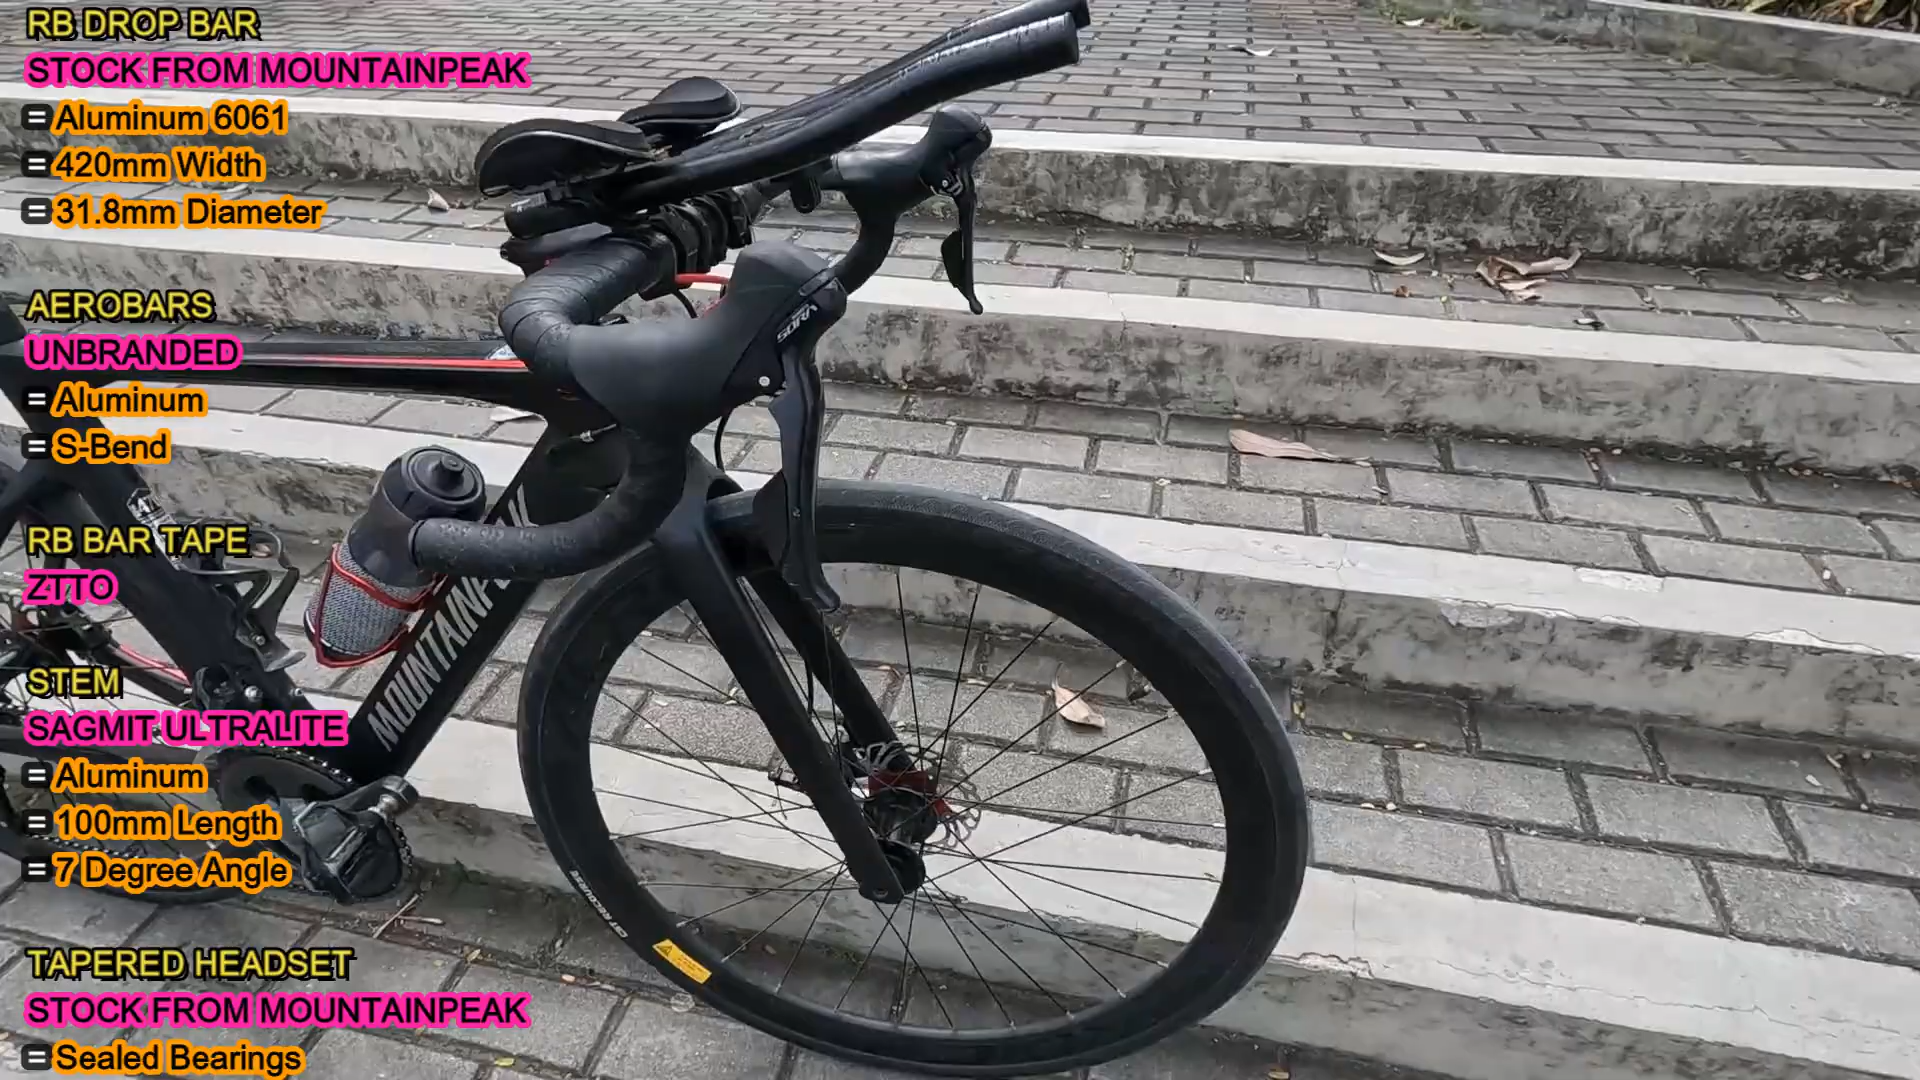 RB DROP BAR
STOCK FROM MOUNTAINPEAK
= Aluminum 6061
= 420mm Width
= 31.8mm Diameter
AEROBARS
UNBRANDED
= Aluminum
= S-Bend
RB BAR TAPE
ZTTO
STEM
SAGMIT ULTRALITE
= Aluminum
= 100mm Length
= 7 Degree Angle
TAPERED HEADSET
STOCK FROM MOUNTAINPEAK
= Sealed Bearings
SORA
MOUNTAINPEAK